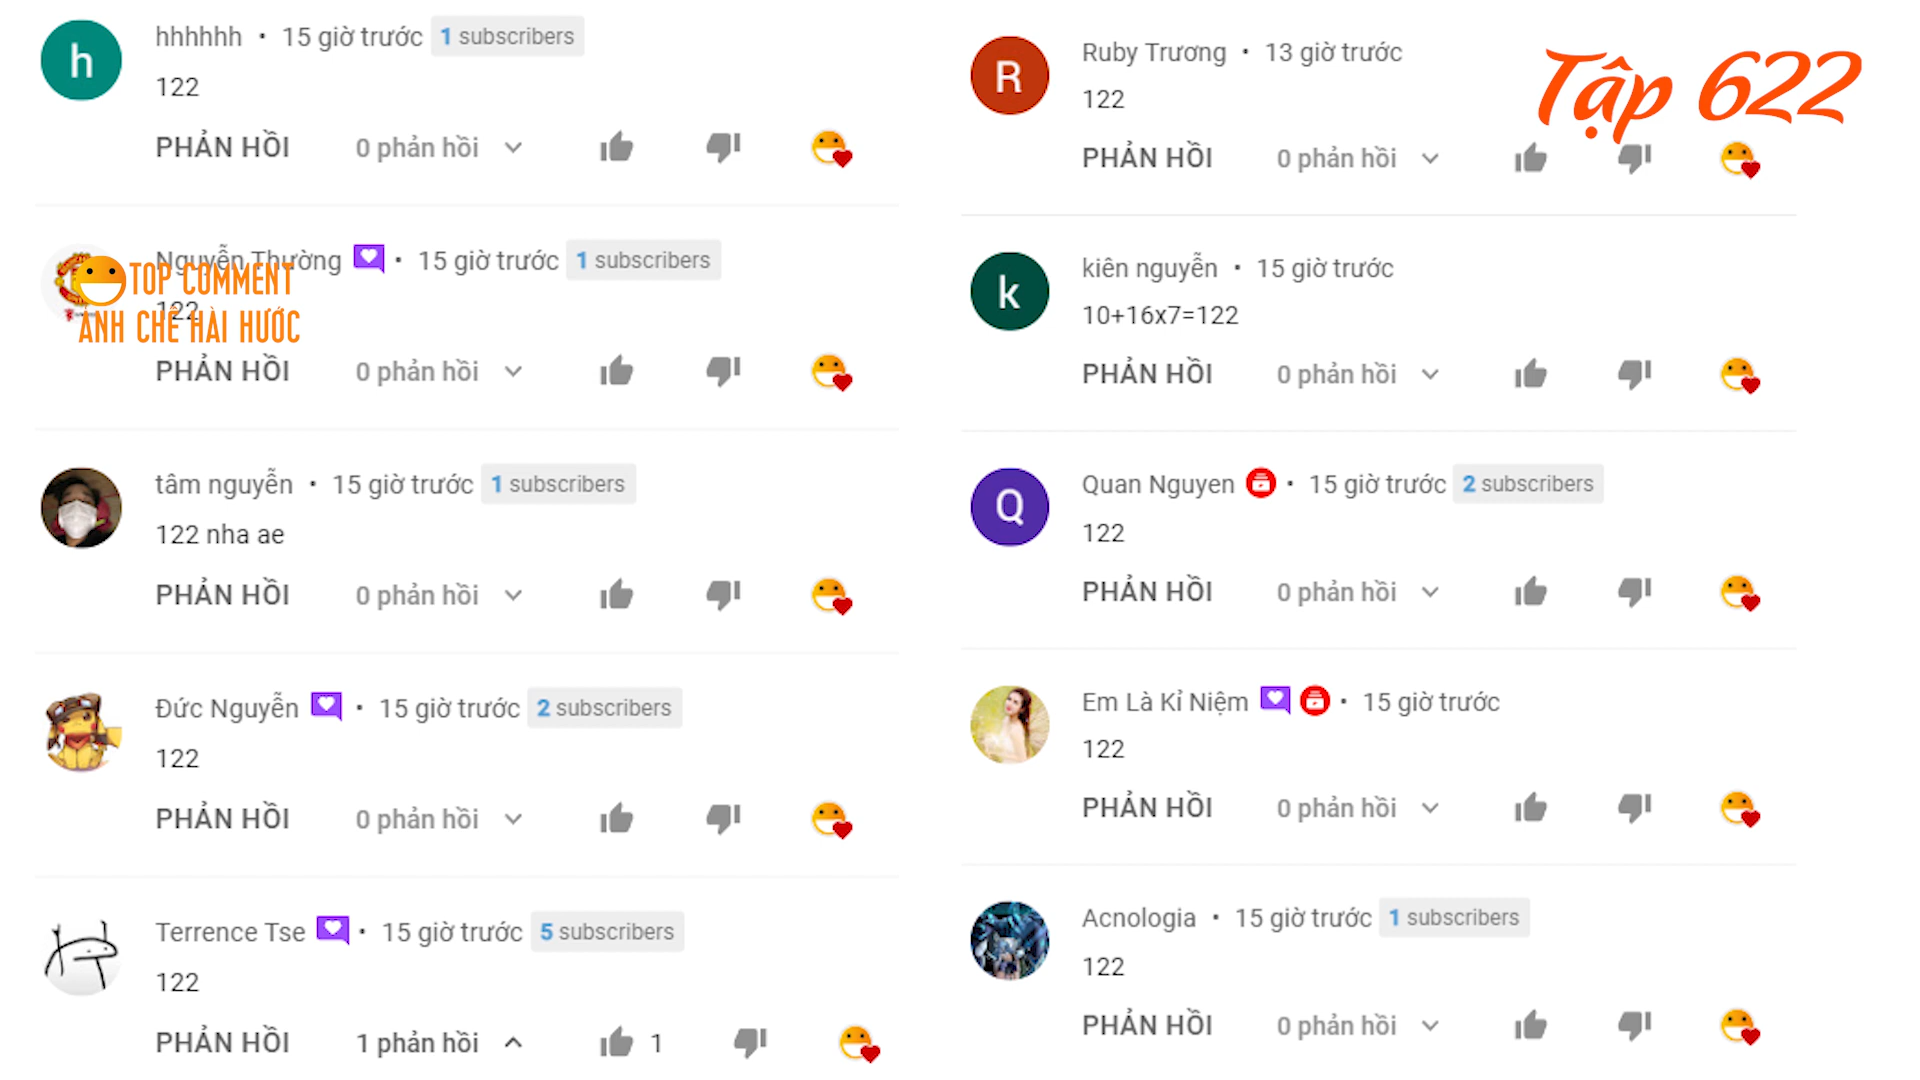 h
hhhhhh • 15 giờ trước 1 subscribers
122
PHẢN HỒI 0 phản hồi
Nguyễn Thường • 15 giờ trước 1 subscribers
122
TOP COMMENT
ẢNH CHẾ HÀI HƯỚC
PHẢN HỒI 0 phản hồi
tâm nguyễn • 15 giờ trước 1 subscribers
122 nha ae
PHẢN HỒI 0 phản hồi
Đức Nguyễn • 15 giờ trước 2 subscribers
122
PHẢN HỒI 0 phản hồi
Terrence Tse • 15 giờ trước 5 subscribers
122
PHẢN HỒI 1 phản hồi 1
Tập 622
R
Ruby Trương • 13 giờ trước
122
PHẢN HỒI 0 phản hồi
k
kiên nguyễn • 15 giờ trước
10+16x7=122
PHẢN HỒI 0 phản hồi
Q
Quan Nguyen • 15 giờ trước 2 subscribers
122
PHẢN HỒI 0 phản hồi
Em Là Kỉ Niệm • 15 giờ trước
122
PHẢN HỒI 0 phản hồi
Acnologia • 15 giờ trước 1 subscribers
122
PHẢN HỒI 0 phản hồi